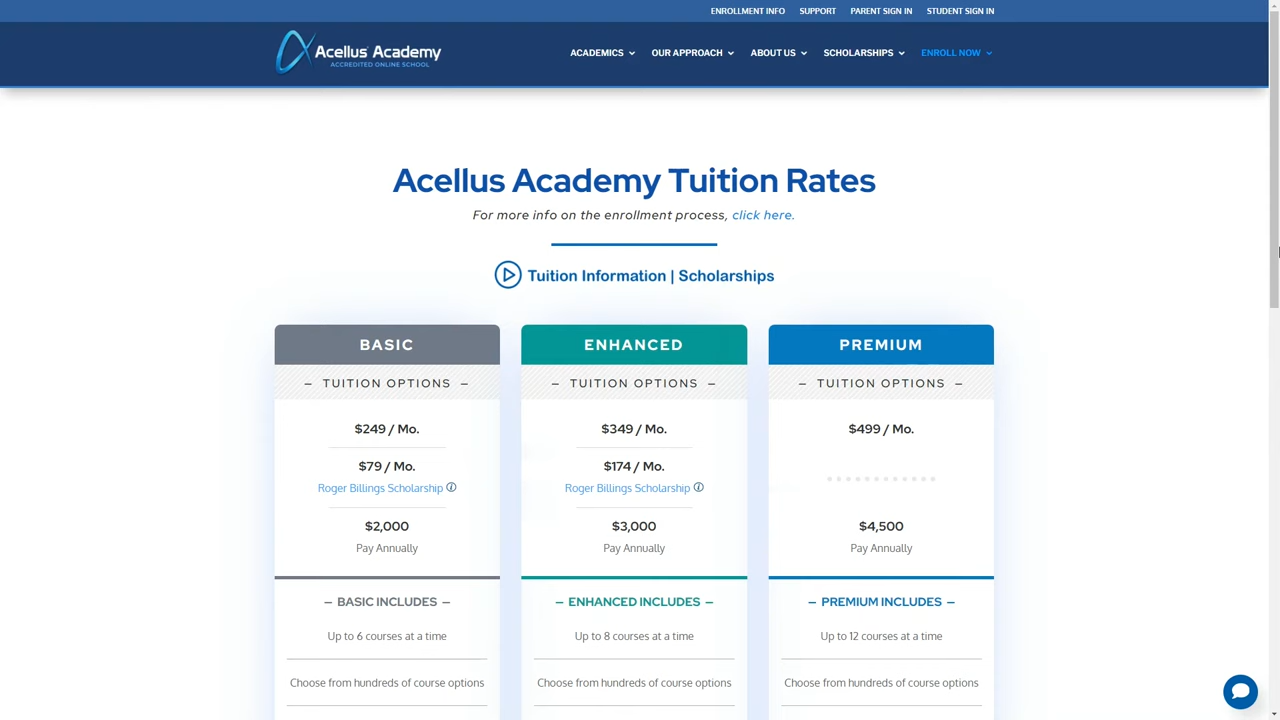 ENROLLMENT INFO SUPPORT PARENT SIGN IN STUDENT SIGN IN
Acellus Academy
ACCREDITED ONLINE SCHOOL
ACADEMICS OUR APPROACH ABOUT US SCHOLARSHIPS ENROLL NOW
Acellus Academy Tuition Rates
For more info on the enrollment process, click here.
Tuition Information | Scholarships
BASIC
– TUITION OPTIONS –
$249 / Mo.
$79 / Mo.
Roger Billings Scholarship
$2,000
Pay Annually
– BASIC INCLUDES –
Up to 6 courses at a time
Choose from hundreds of course options
ENHANCED
– TUITION OPTIONS –
$349 / Mo.
$174 / Mo.
Roger Billings Scholarship
$3,000
Pay Annually
– ENHANCED INCLUDES –
Up to 8 courses at a time
Choose from hundreds of course options
PREMIUM
– TUITION OPTIONS –
$499 / Mo.
$4,500
Pay Annually
– PREMIUM INCLUDES –
Up to 12 courses at a time
Choose from hundreds of course options